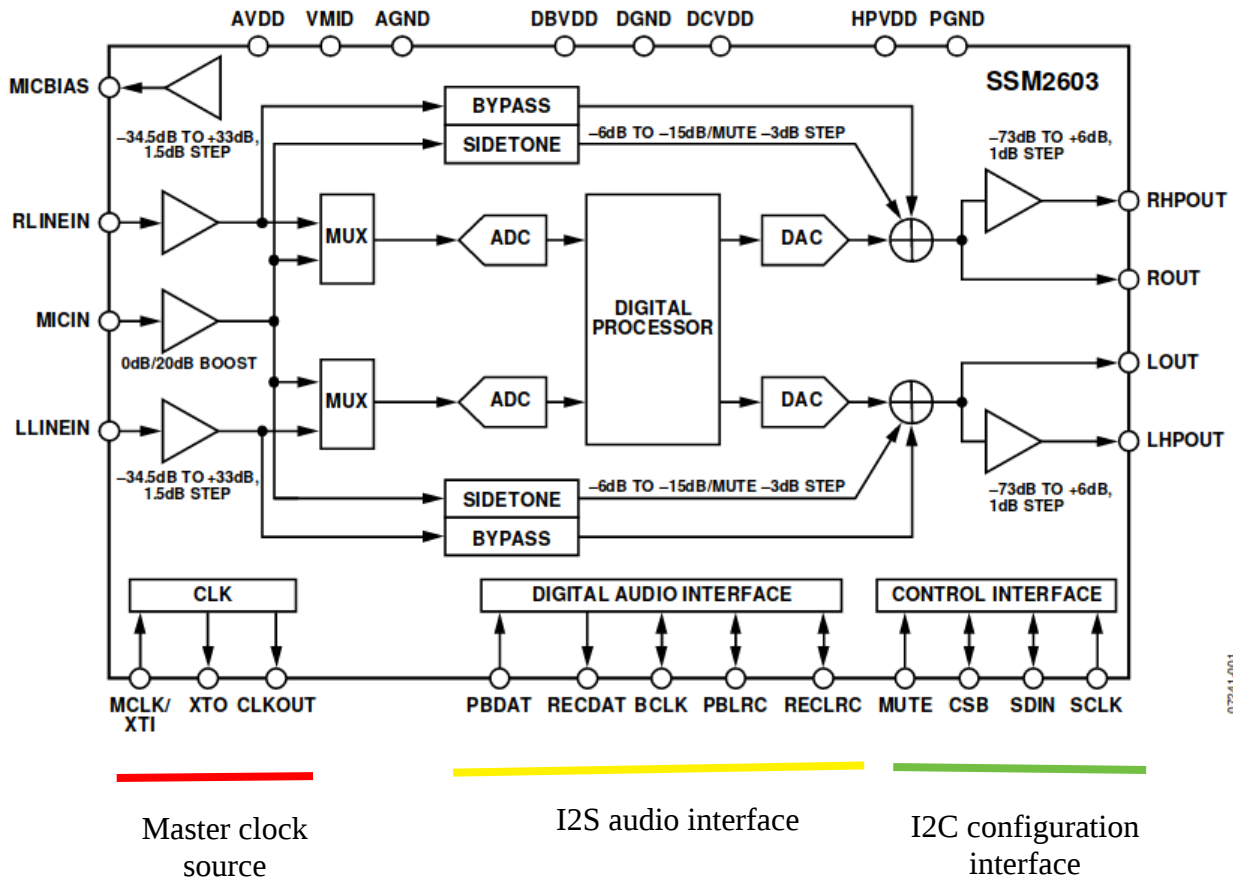 AVDD VMID AGND DBVDD DGND DCVDD HPVDD PGND
MICBIAS
SSM2603
–34.5dB TO +33dB,
1.5dB STEP
BYPASS
SIDETONE
–6dB TO –15dB/MUTE –3dB STEP
–73dB TO +6dB,
1dB STEP
RLINEIN
MUX
ADC
DAC
RHPOUT
ROUT
MICIN
0dB/20dB BOOST
DIGITAL
PROCESSOR
LOUT
LLINEIN
MUX
ADC
DAC
LHPOUT
–34.5dB TO +33dB,
1.5dB STEP
SIDETONE
BYPASS
–6dB TO –15dB/MUTE –3dB STEP
–73dB TO +6dB,
1dB STEP
CLK
DIGITAL AUDIO INTERFACE
CONTROL INTERFACE
MCLK/
XTI
XTO CLKOUT
PBDAT RECDAT BCLK PBLRC RECLRC
MUTE CSB SDIN SCLK
07241-001
Master clock
source
I2S audio interface
I2C configuration
interface